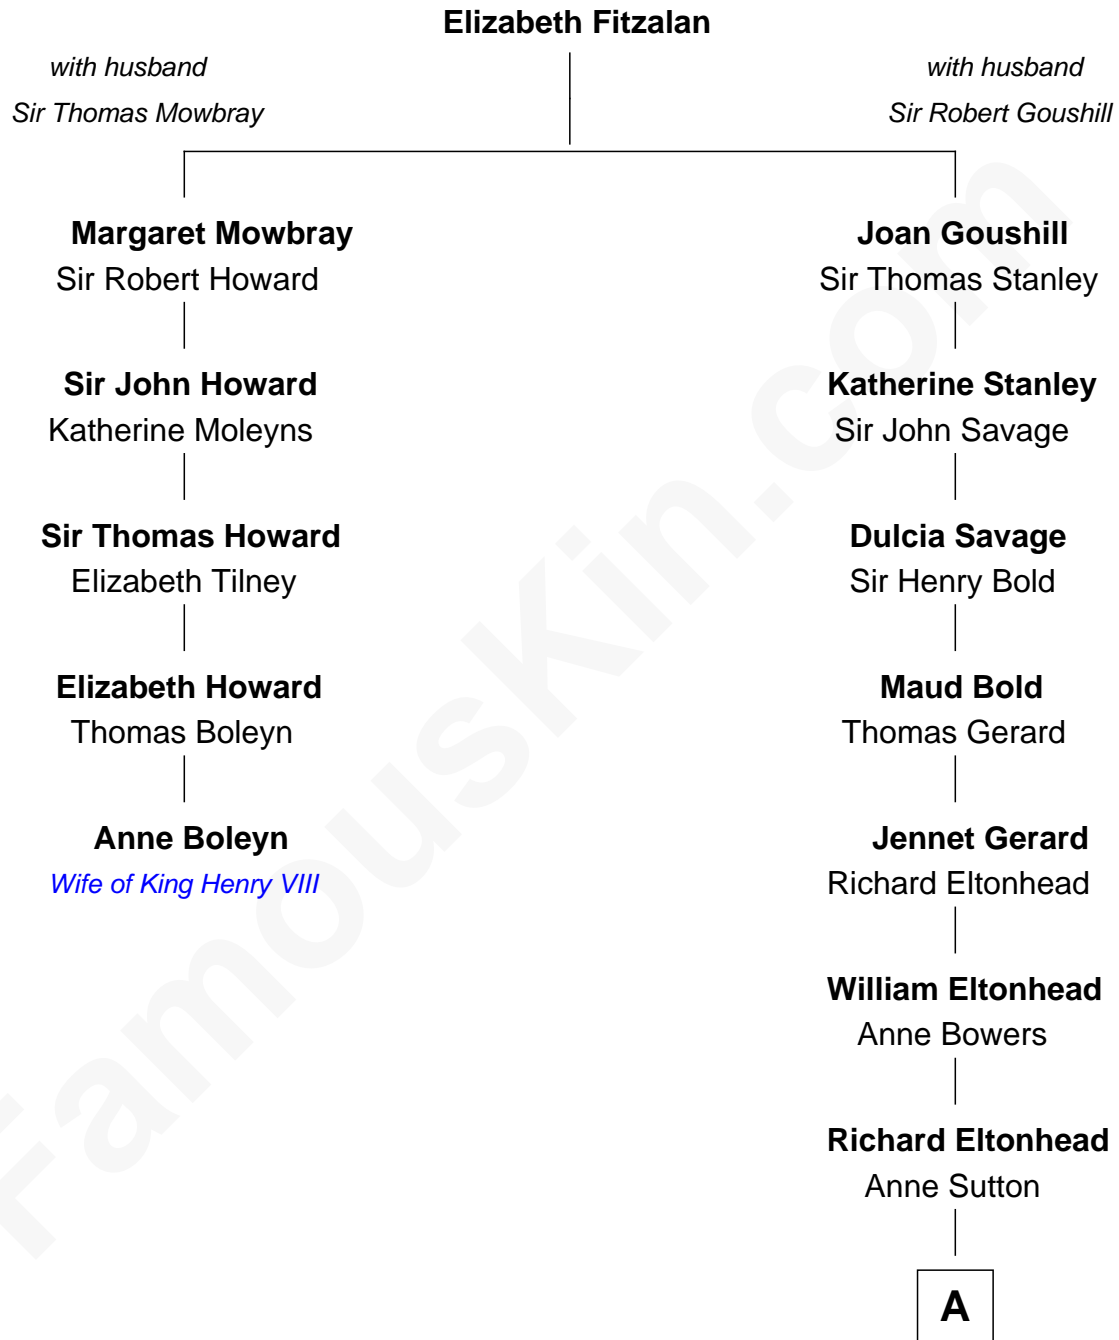 Elizabeth Fitzalan
with husband
Sir Thomas Mowbray
with husband
Sir Robert Goushill
Margaret Mowbray
Sir Robert Howard
Joan Goushill
Sir Thomas Stanley
Sir John Howard
Katherine Moleyns
Katherine Stanley
Sir John Savage
Sir Thomas Howard
Elizabeth Tilney
Dulcia Savage
Sir Henry Bold
Elizabeth Howard
Thomas Boleyn
Maud Bold
Thomas Gerard
Anne Boleyn
Wife of King Henry VIII
Jennet Gerard
Richard Eltonhead
William Eltonhead
Anne Bowers
Richard Eltonhead
Anne Sutton
A
FamousKin.com